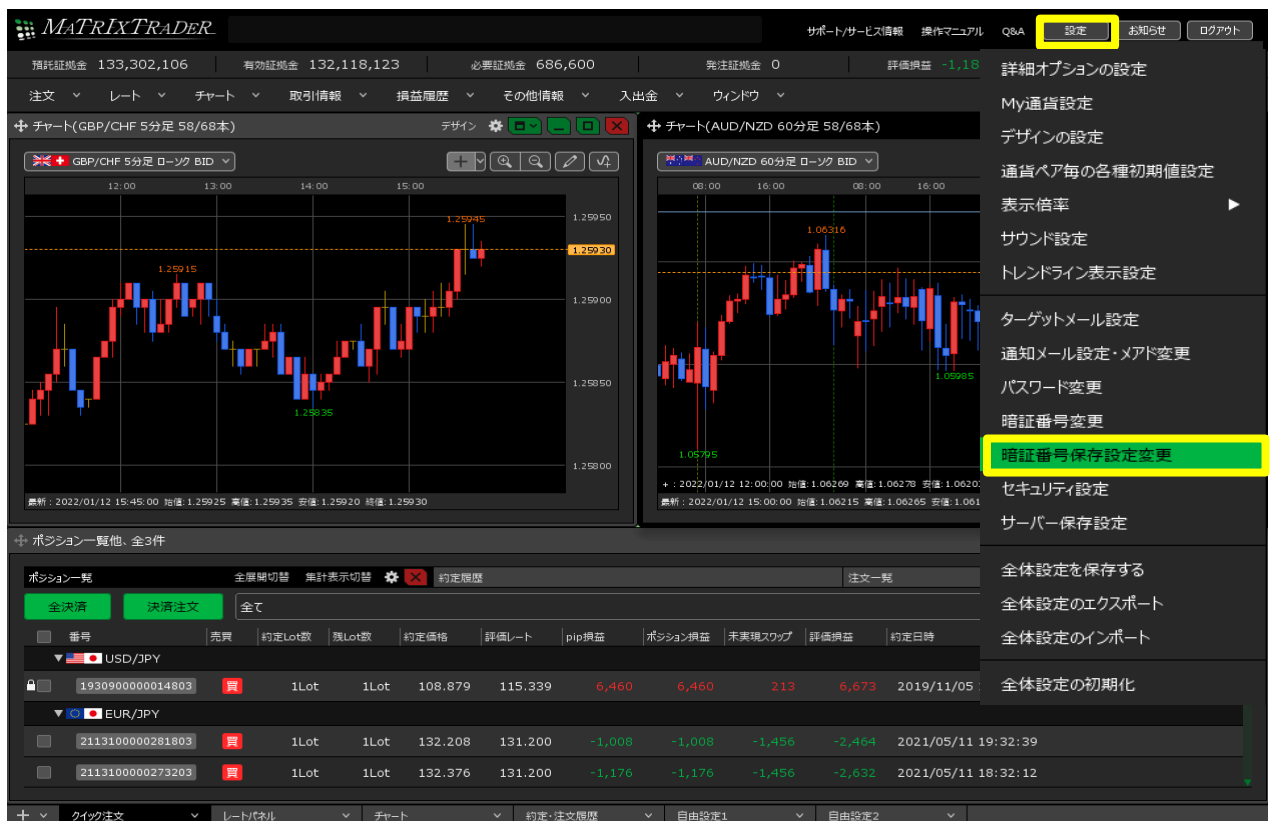 MATRIXTRADER サポート/サービス情報 操作マニュアル Q&A 設定 お知らせ ログアウト
預託証拠金 133,302,106 有効証拠金 132,118,123 必要証拠金 686,600 発注証拠金 0 評価損益 -1,18
注文 レート チャート 取引情報 損益履歴 その他情報 入出金 ウィンドウ
チャート(GBP/CHF 5分足 58/68本) デザイン
GBP/CHF 5分足 ローソク BID
12:00 13:00 14:00 15:00
1.25950
1.25945
1.25930
1.25915
1.25900
1.25850
1.25835
1.25800
最新 : 2022/01/12 15:45:00 始値:1.25925 高値:1.25935 安値:1.25920 終値:1.25930
チャート(AUD/NZD 60分足 58/68本)
AUD/NZD 60分足 ローソク BID
08:00 16:00 08:00 16:00
1.06316
1.05985
1.05795
+ : 2022/01/12 12:00:00 始値:1.06269 高値:1.06278 安値:1.0620
最新 : 2022/01/12 15:00:00 始値:1.06215 高値:1.06265 安値:1.061
詳細オプションの設定
My通貨設定
デザインの設定
通貨ペア毎の各種初期値設定
表示倍率
サウンド設定
トレンドライン表示設定
ターゲットメール設定
通知メール設定・メアド変更
パスワード変更
暗証番号変更
暗証番号保存設定変更
セキュリティ設定
サーバー保存設定
全体設定を保存する
全体設定のエクスポート
全体設定のインポート
全体設定の初期化
ポジション一覧他、全3件
ポジション一覧 全展開切替 集計表示切替 約定履歴 注文一覧
全決済 決済注文 全て
番号 売買 約定Lot数 残Lot数 約定価格 評価レート pip損益 ポジション損益 未実現スワップ 評価損益 約定日時
USD/JPY
1930900000014803 買 1Lot 1Lot 108.879 115.339 6,460 6,460 213 6,673 2019/11/05
EUR/JPY
2113100000281803 買 1Lot 1Lot 132.208 131.200 -1,008 -1,008 -1,456 -2,464 2021/05/11 19:32:39
2113100000273203 買 1Lot 1Lot 132.376 131.200 -1,176 -1,176 -1,456 -2,632 2021/05/11 18:32:12
クイック注文 レートパネル チャート 約定・注文履歴 自由設定1 自由設定2